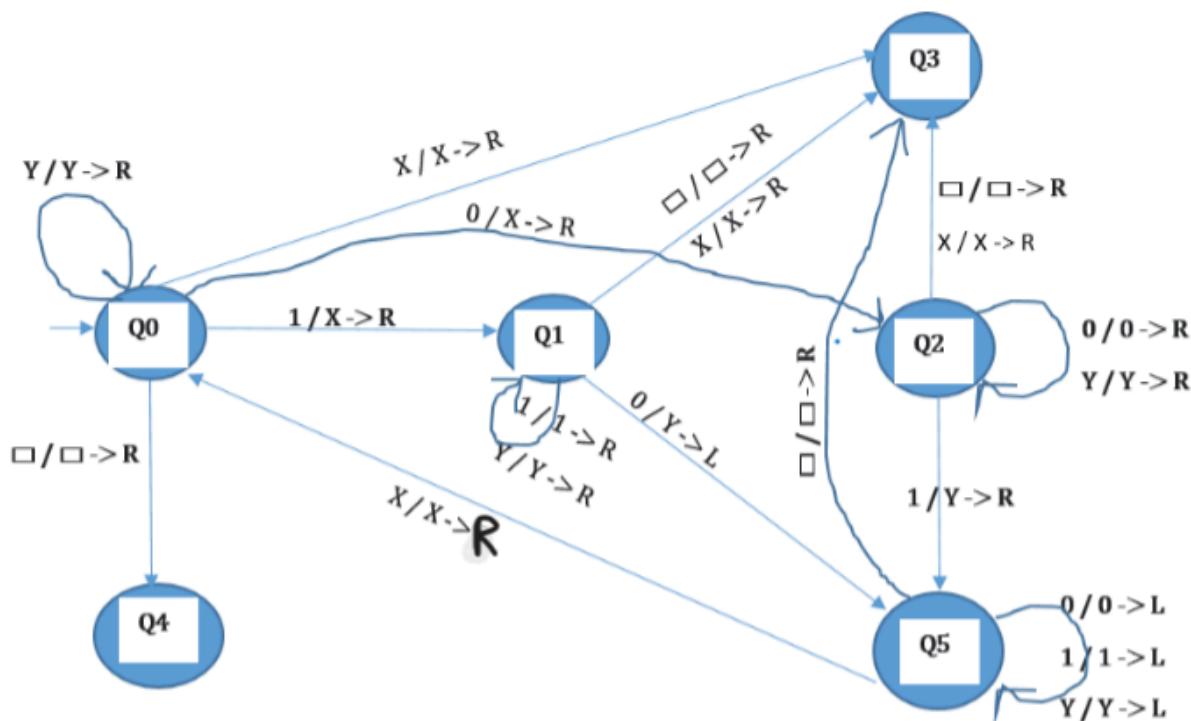 Q3
Y / Y -> R
X / X -> R
□ / □ -> R
X / X -> R
0 / X -> R
□ / □ -> R
X / X -> R
Q0
1 / X -> R
Q1
Q2
0 / 0 -> R
Y / Y -> R
1 / 1 -> R
Y / Y -> R
0 / Y -> L
□ / □ -> R
□ / □ -> R
X / X -> R
1 / Y -> R
Q4
Q5
0 / 0 -> L
1 / 1 -> L
Y / Y -> L